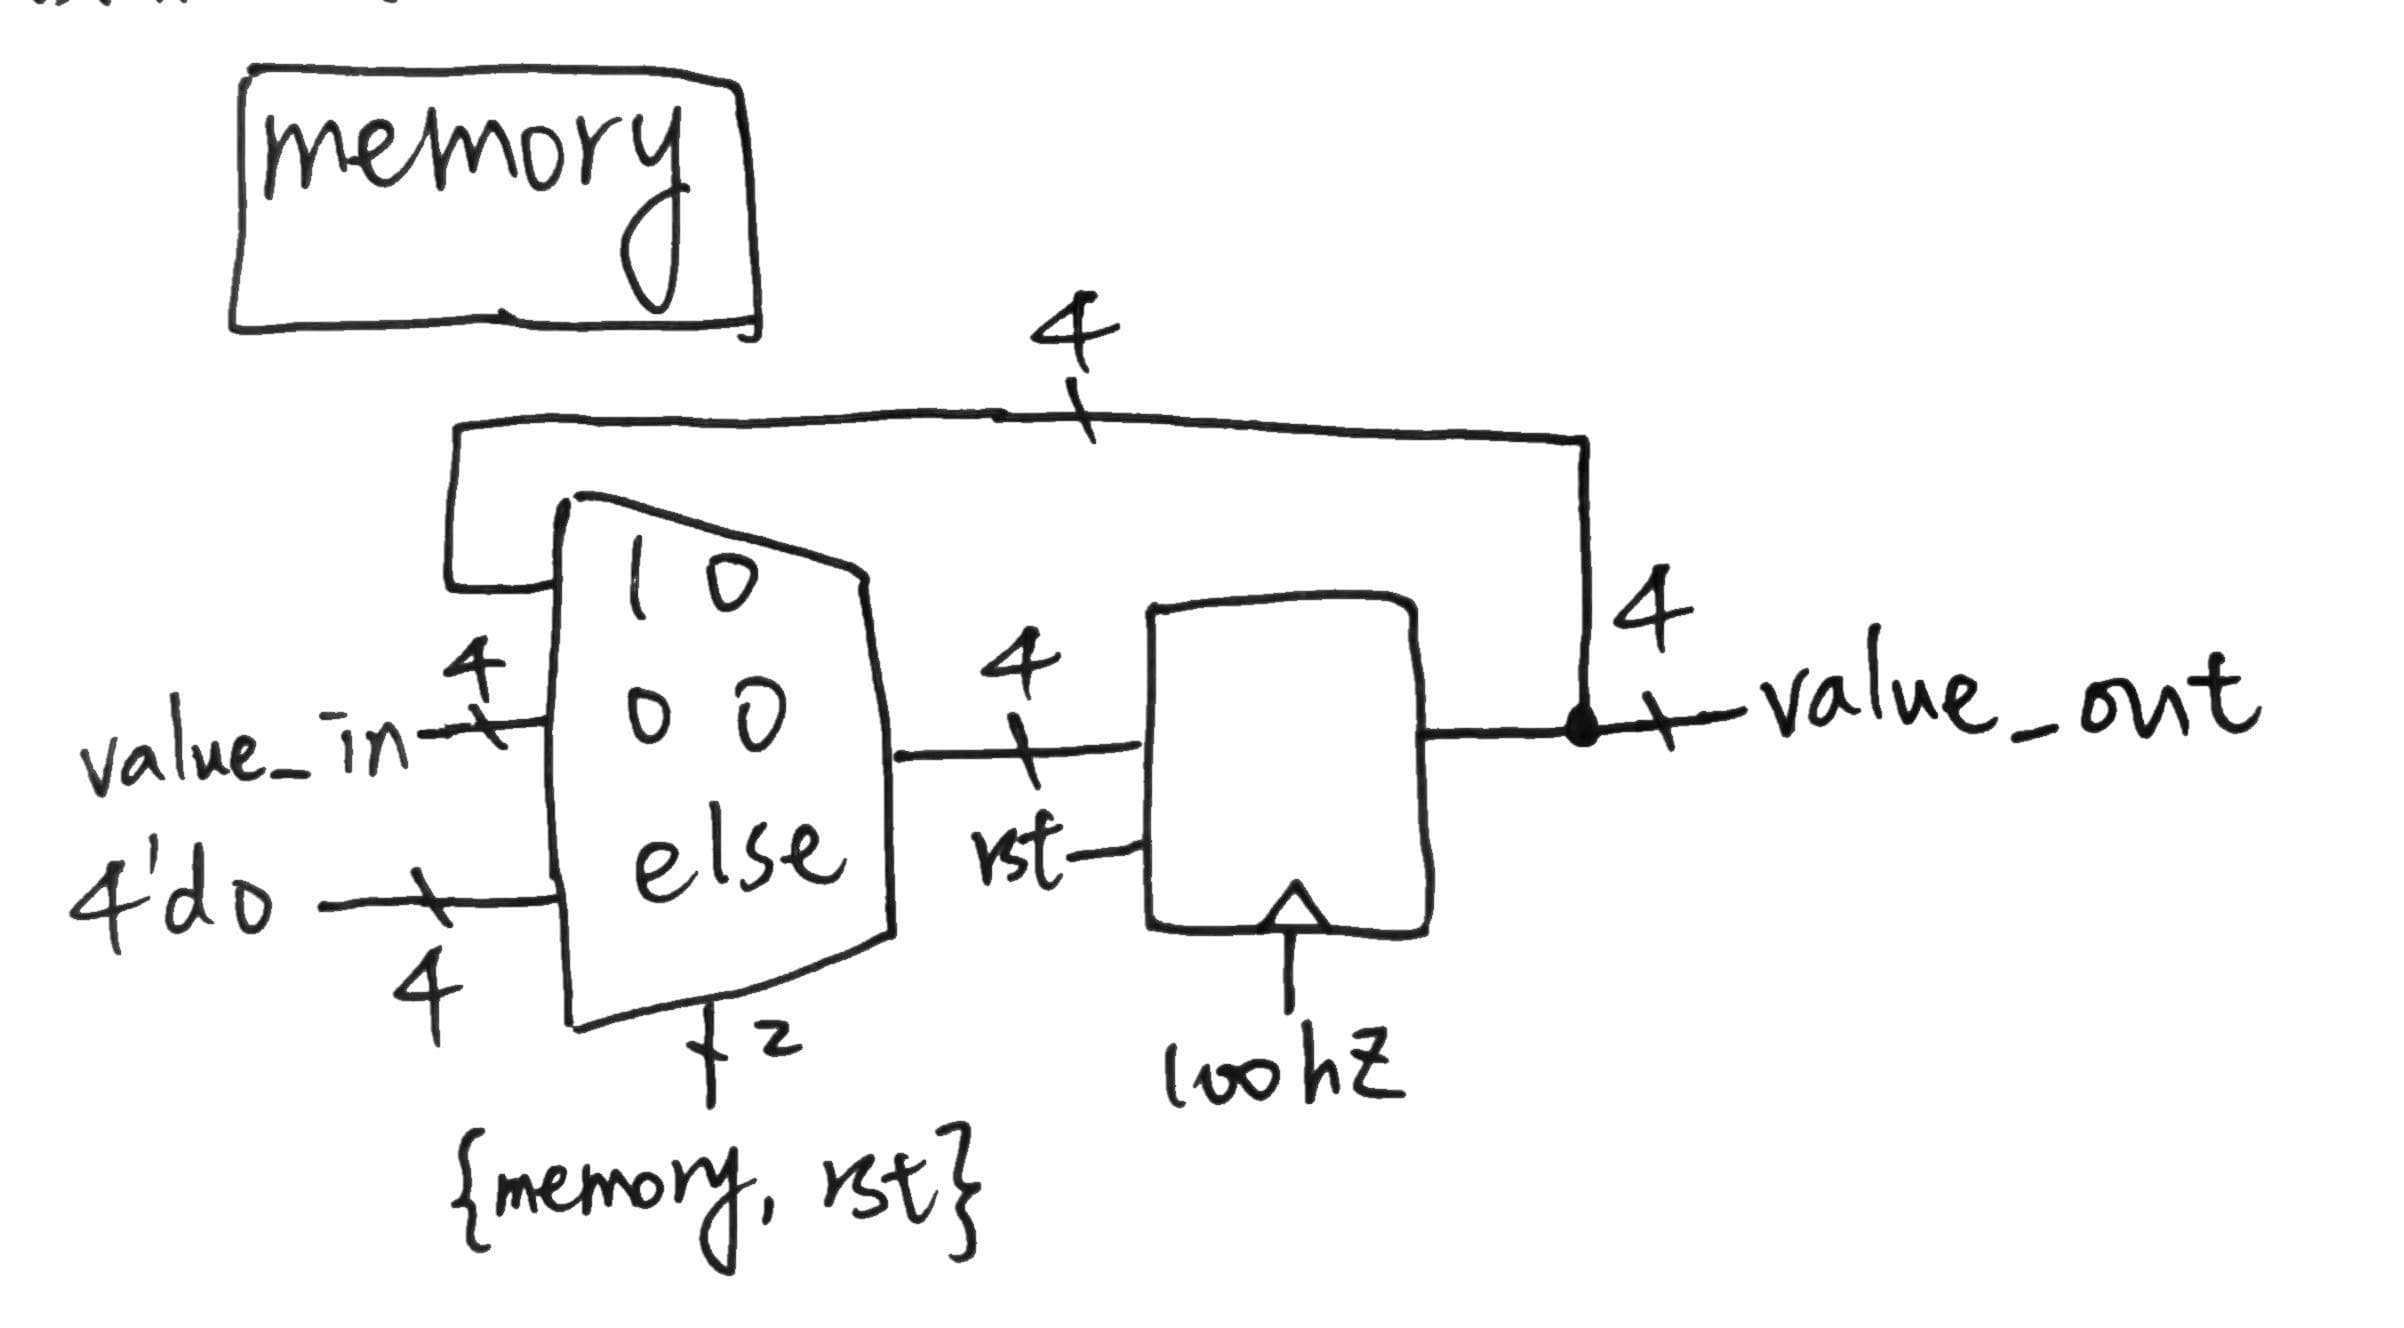 memory
4
1 0
4
value_in
0 0
4
4
value_out
4'd0
4
else
rst
2
100hz
{memory, rst}